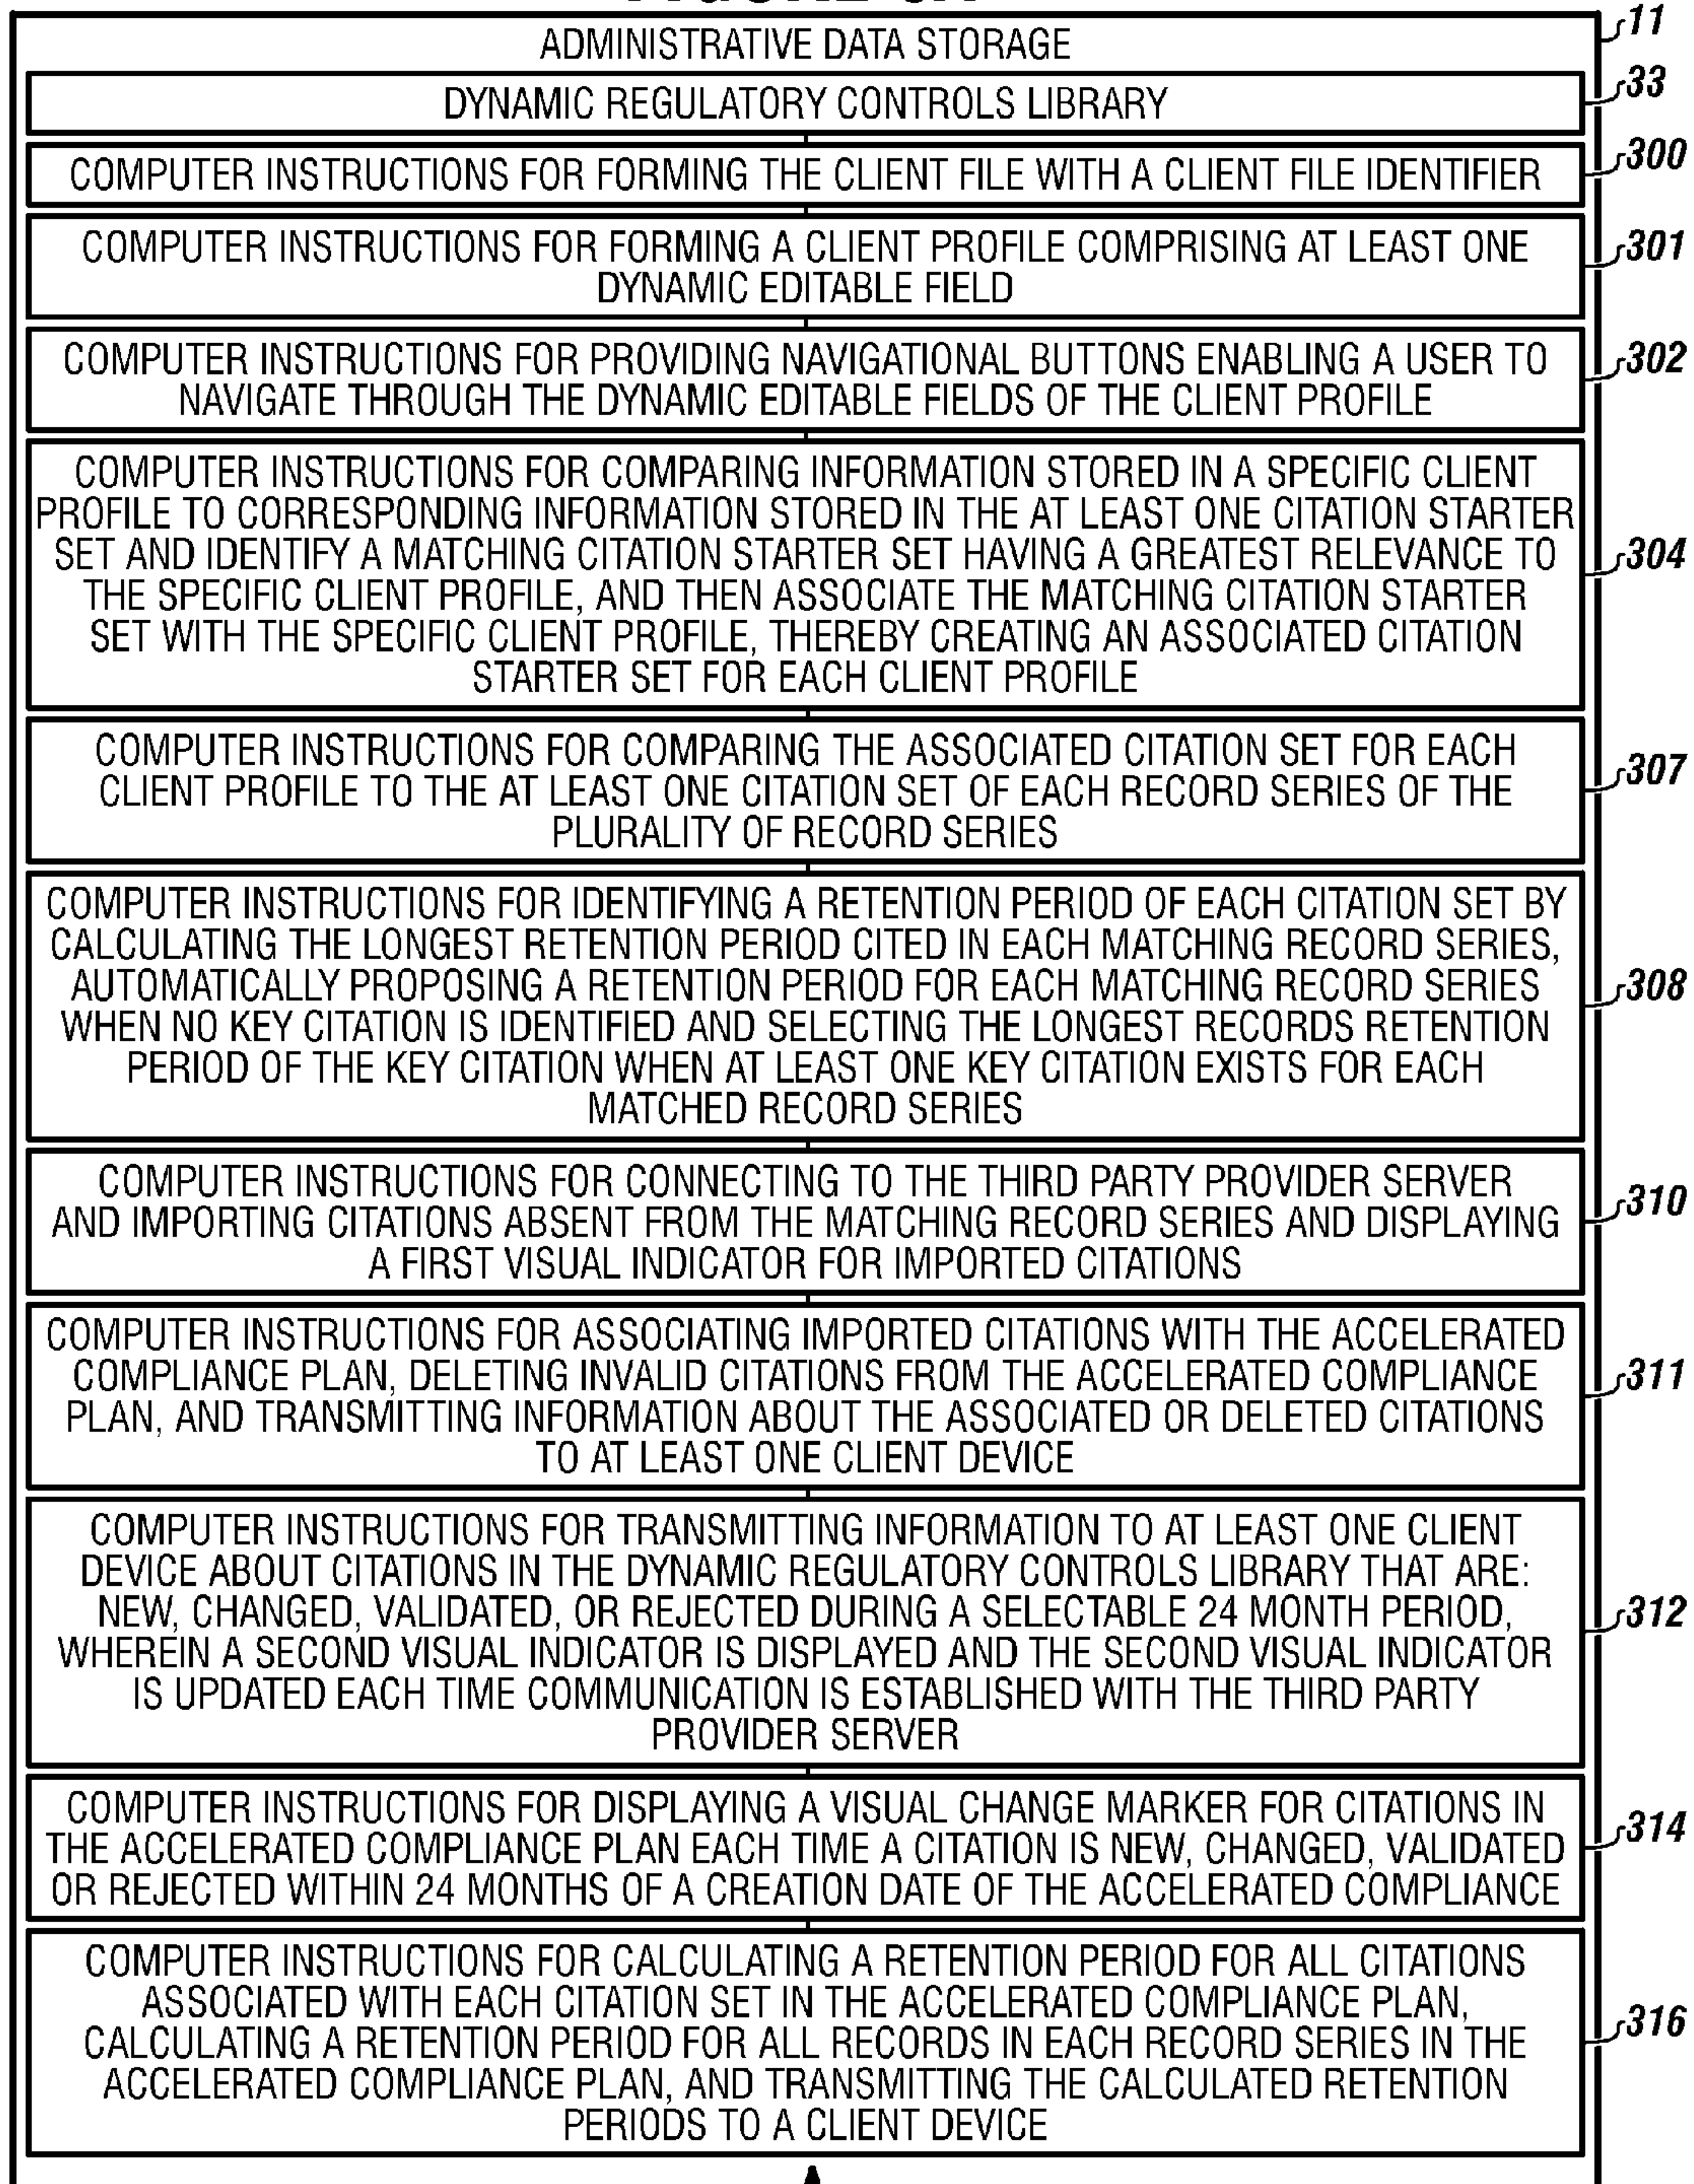 ADMINISTRATIVE DATA STORAGE
11
DYNAMIC REGULATORY CONTROLS LIBRARY
33
COMPUTER INSTRUCTIONS FOR FORMING THE CLIENT FILE WITH A CLIENT FILE IDENTIFIER
300
COMPUTER INSTRUCTIONS FOR FORMING A CLIENT PROFILE COMPRISING AT LEAST ONE
DYNAMIC EDITABLE FIELD
301
COMPUTER INSTRUCTIONS FOR PROVIDING NAVIGATIONAL BUTTONS ENABLING A USER TO
NAVIGATE THROUGH THE DYNAMIC EDITABLE FIELDS OF THE CLIENT PROFILE
302
COMPUTER INSTRUCTIONS FOR COMPARING INFORMATION STORED IN A SPECIFIC CLIENT
PROFILE TO CORRESPONDING INFORMATION STORED IN THE AT LEAST ONE CITATION STARTER
SET AND IDENTIFY A MATCHING CITATION STARTER SET HAVING A GREATEST RELEVANCE TO
THE SPECIFIC CLIENT PROFILE, AND THEN ASSOCIATE THE MATCHING CITATION STARTER
SET WITH THE SPECIFIC CLIENT PROFILE, THEREBY CREATING AN ASSOCIATED CITATION
STARTER SET FOR EACH CLIENT PROFILE
304
COMPUTER INSTRUCTIONS FOR COMPARING THE ASSOCIATED CITATION SET FOR EACH
CLIENT PROFILE TO THE AT LEAST ONE CITATION SET OF EACH RECORD SERIES OF THE
PLURALITY OF RECORD SERIES
307
COMPUTER INSTRUCTIONS FOR IDENTIFYING A RETENTION PERIOD OF EACH CITATION SET BY
CALCULATING THE LONGEST RETENTION PERIOD CITED IN EACH MATCHING RECORD SERIES,
AUTOMATICALLY PROPOSING A RETENTION PERIOD FOR EACH MATCHING RECORD SERIES
WHEN NO KEY CITATION IS IDENTIFIED AND SELECTING THE LONGEST RECORDS RETENTION
PERIOD OF THE KEY CITATION WHEN AT LEAST ONE KEY CITATION EXISTS FOR EACH
MATCHED RECORD SERIES
308
COMPUTER INSTRUCTIONS FOR CONNECTING TO THE THIRD PARTY PROVIDER SERVER
AND IMPORTING CITATIONS ABSENT FROM THE MATCHING RECORD SERIES AND DISPLAYING
A FIRST VISUAL INDICATOR FOR IMPORTED CITATIONS
310
COMPUTER INSTRUCTIONS FOR ASSOCIATING IMPORTED CITATIONS WITH THE ACCELERATED
COMPLIANCE PLAN, DELETING INVALID CITATIONS FROM THE ACCELERATED COMPLIANCE
PLAN, AND TRANSMITTING INFORMATION ABOUT THE ASSOCIATED OR DELETED CITATIONS
TO AT LEAST ONE CLIENT DEVICE
311
COMPUTER INSTRUCTIONS FOR TRANSMITTING INFORMATION TO AT LEAST ONE CLIENT
DEVICE ABOUT CITATIONS IN THE DYNAMIC REGULATORY CONTROLS LIBRARY THAT ARE:
NEW, CHANGED, VALIDATED, OR REJECTED DURING A SELECTABLE 24 MONTH PERIOD,
WHEREIN A SECOND VISUAL INDICATOR IS DISPLAYED AND THE SECOND VISUAL INDICATOR
IS UPDATED EACH TIME COMMUNICATION IS ESTABLISHED WITH THE THIRD PARTY
PROVIDER SERVER
312
COMPUTER INSTRUCTIONS FOR DISPLAYING A VISUAL CHANGE MARKER FOR CITATIONS IN
THE ACCELERATED COMPLIANCE PLAN EACH TIME A CITATION IS NEW, CHANGED, VALIDATED
OR REJECTED WITHIN 24 MONTHS OF A CREATION DATE OF THE ACCELERATED COMPLIANCE
314
COMPUTER INSTRUCTIONS FOR CALCULATING A RETENTION PERIOD FOR ALL CITATIONS
ASSOCIATED WITH EACH CITATION SET IN THE ACCELERATED COMPLIANCE PLAN,
CALCULATING A RETENTION PERIOD FOR ALL RECORDS IN EACH RECORD SERIES IN THE
ACCELERATED COMPLIANCE PLAN, AND TRANSMITTING THE CALCULATED RETENTION
PERIODS TO A CLIENT DEVICE
316